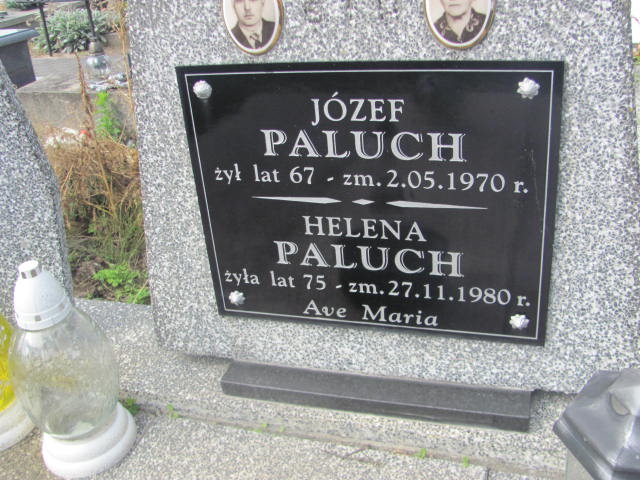 JÓZEF
PALUCH
żył lat 67 - zm. 2.05.1970 r.
HELENA
PALUCH
żyła lat 75 - zm. 27.11.1980 r.
Ave Maria